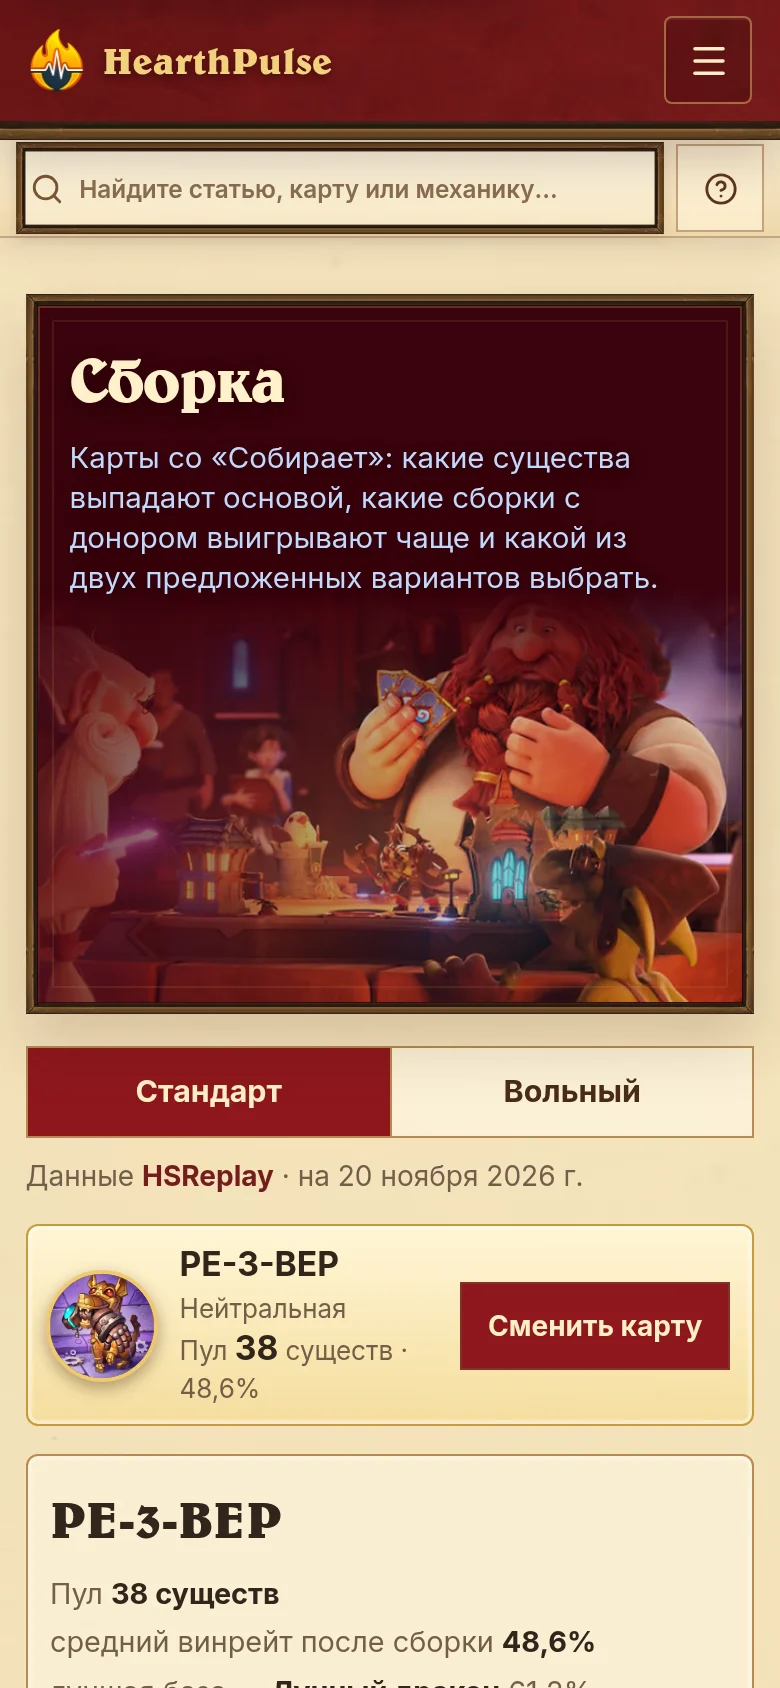 HearthPulse
Найдите статью, карту или механику...
Сборка
Карты со «Собирает»: какие существа
выпадают основой, какие сборки с
донором выигрывают чаще и какой из
двух предложенных вариантов выбрать.
Стандарт
Вольный
Данные HSReplay · на 20 ноября 2026 г.
РЕ-3-ВЕР
Нейтральная
Пул 38 существ ·
48,6%
Сменить карту
РЕ-3-ВЕР
Пул 38 существ
средний винрейт после сборки 48,6%